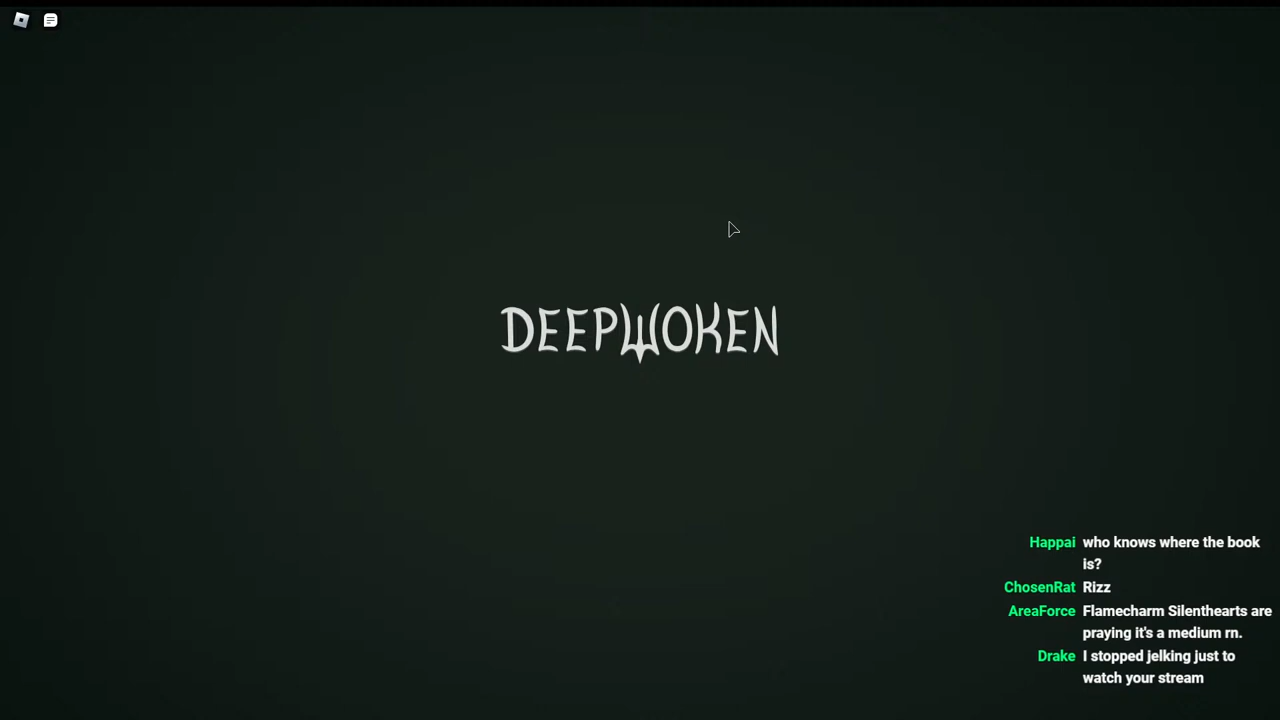 DEEPWOKEN
Happai who knows where the book
is?
ChosenRat Rizz
AreaForce Flamecharm Silenthearts are
praying it's a medium rn.
Drake I stopped jelking just to
watch your stream